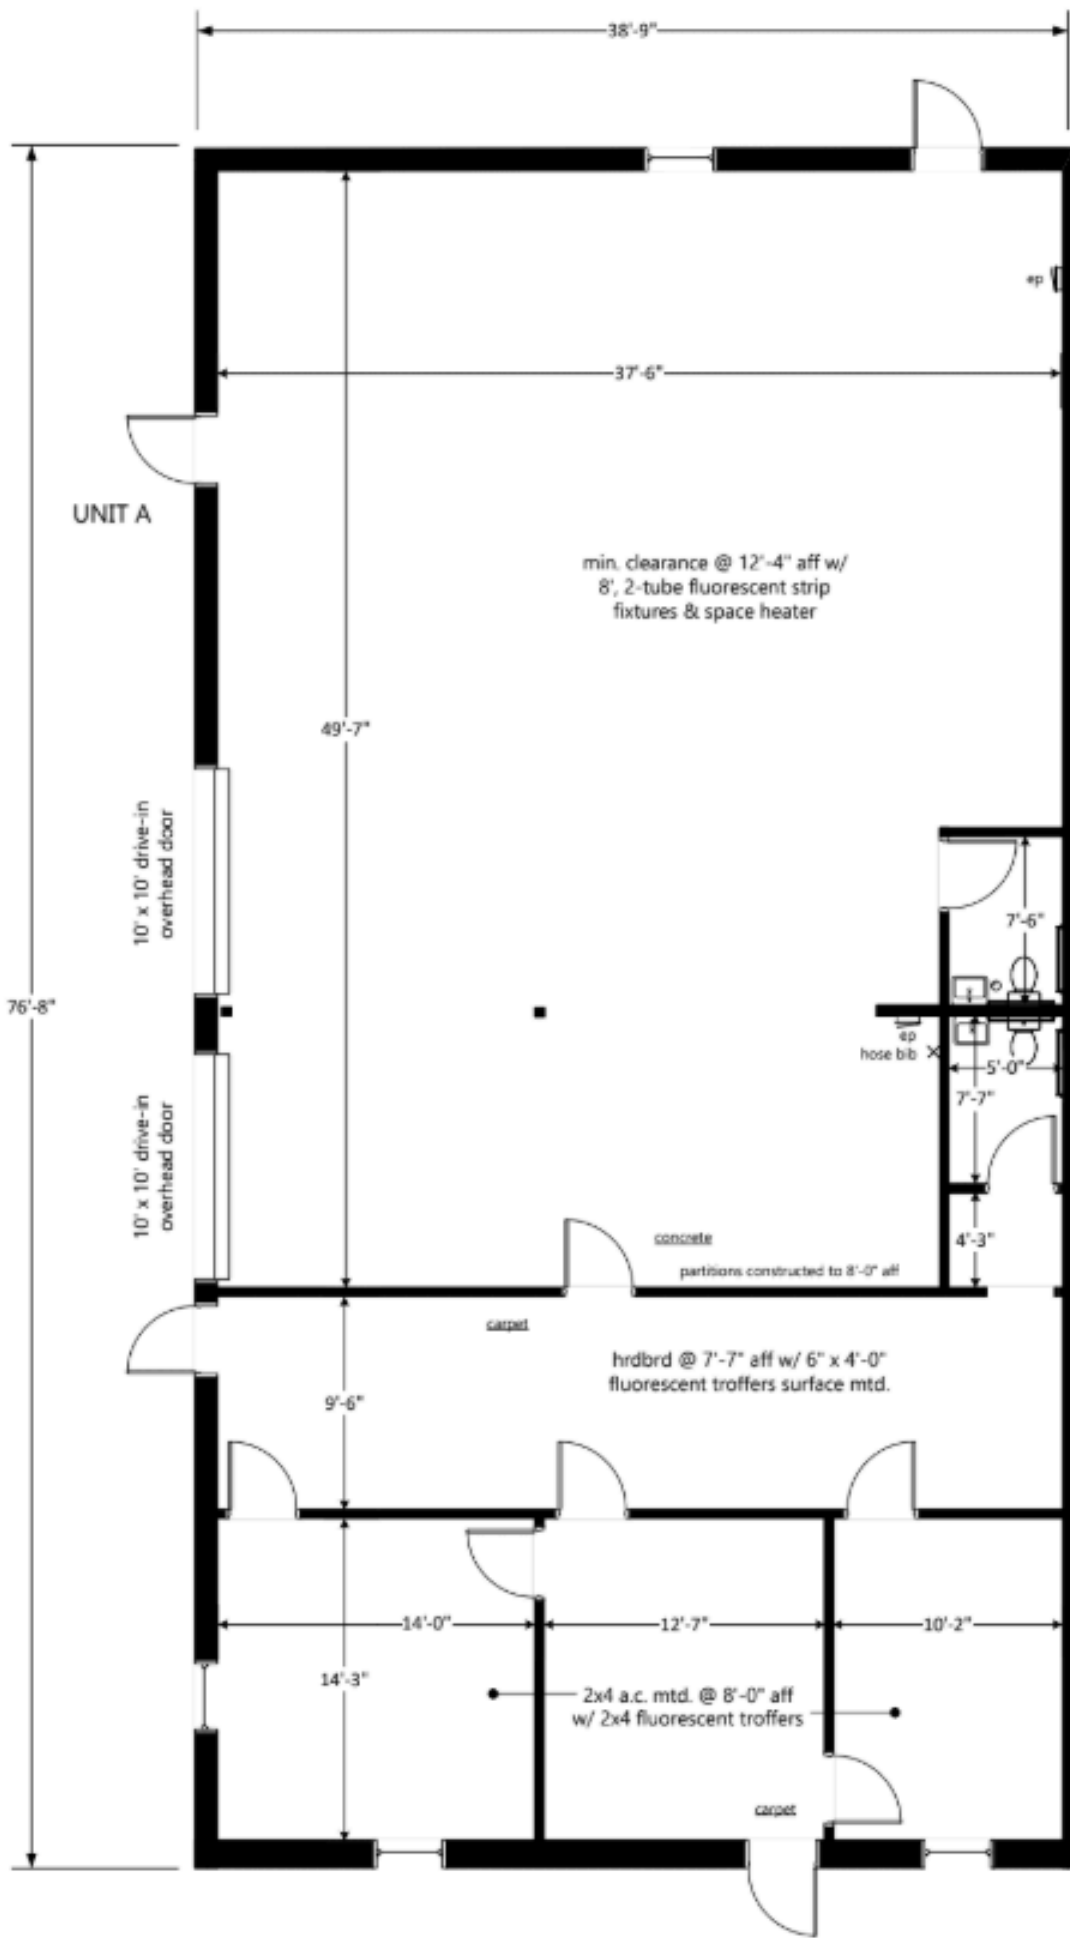 38'-9"
ep
37'-6"
UNIT A
min. clearance @ 12'-4" aff w/
8', 2-tube fluorescent strip
fixtures & space heater
49'-7"
10' x 10' drive-in
overhead door
7'-6"
76'-8"
ep
hose bib
5'-0"
7'-7"
10' x 10' drive-in
overhead door
4'-3"
concrete
partitions constructed to 8'-0" aff
carpet
hrdbrd @ 7'-7" aff w/ 6" x 4'-0"
fluorescent troffers surface mtd.
9'-6"
14'-0"
12'-7"
10'-2"
14'-3"
2x4 a.c. mtd. @ 8'-0" aff
w/ 2x4 fluorescent troffers
carpet